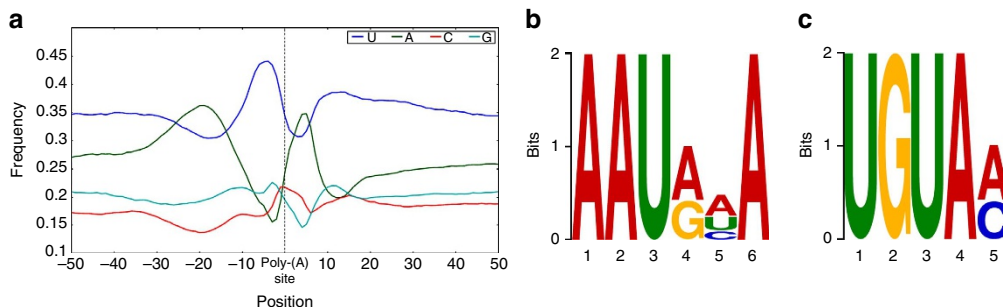 a
U A C G
0.45
0.4
0.35
0.3
0.25
0.2
0.15
0.1
Frequency
−50 −40 −30 −20 −10 Poly-(A) 10 20 30 40 50
site
Position
b
2
1
0
Bits
A A U A G A U C A
1 2 3 4 5 6
c
2
1
0
Bits
U G U A A C
1 2 3 4 5